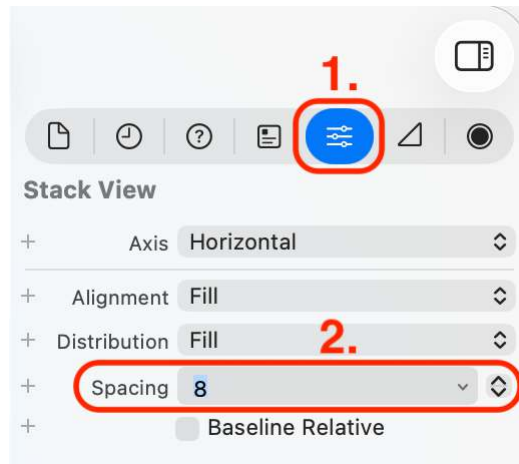 1.
Stack View
Axis Horizontal
Alignment Fill
Distribution Fill
2.
Spacing 8
Baseline Relative